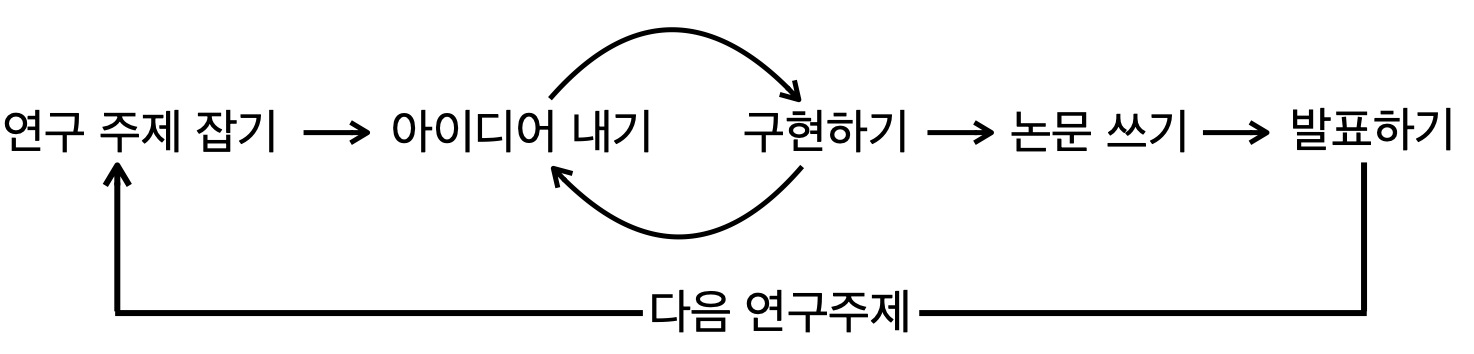 연구 주제 잡기 → 아이디어 내기 구현하기 → 논문 쓰기 → 발표하기
다음 연구주제